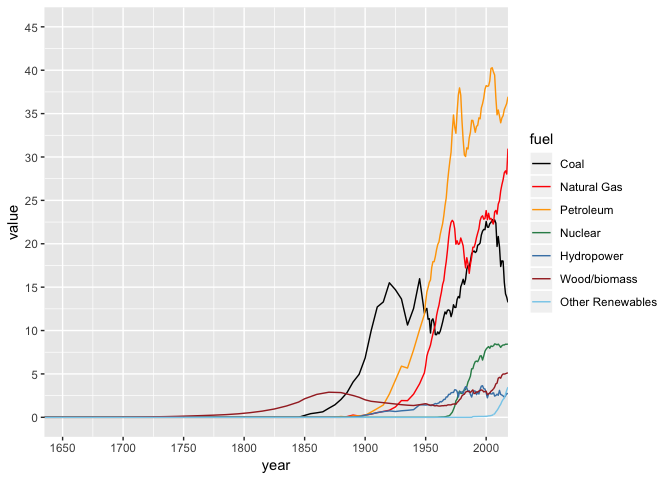 45
40
35
30
25
20
15
10
5
0
value
1650 1700 1750 1800 1850 1900 1950 2000
year
fuel
Coal
Natural Gas
Petroleum
Nuclear
Hydropower
Wood/biomass
Other Renewables